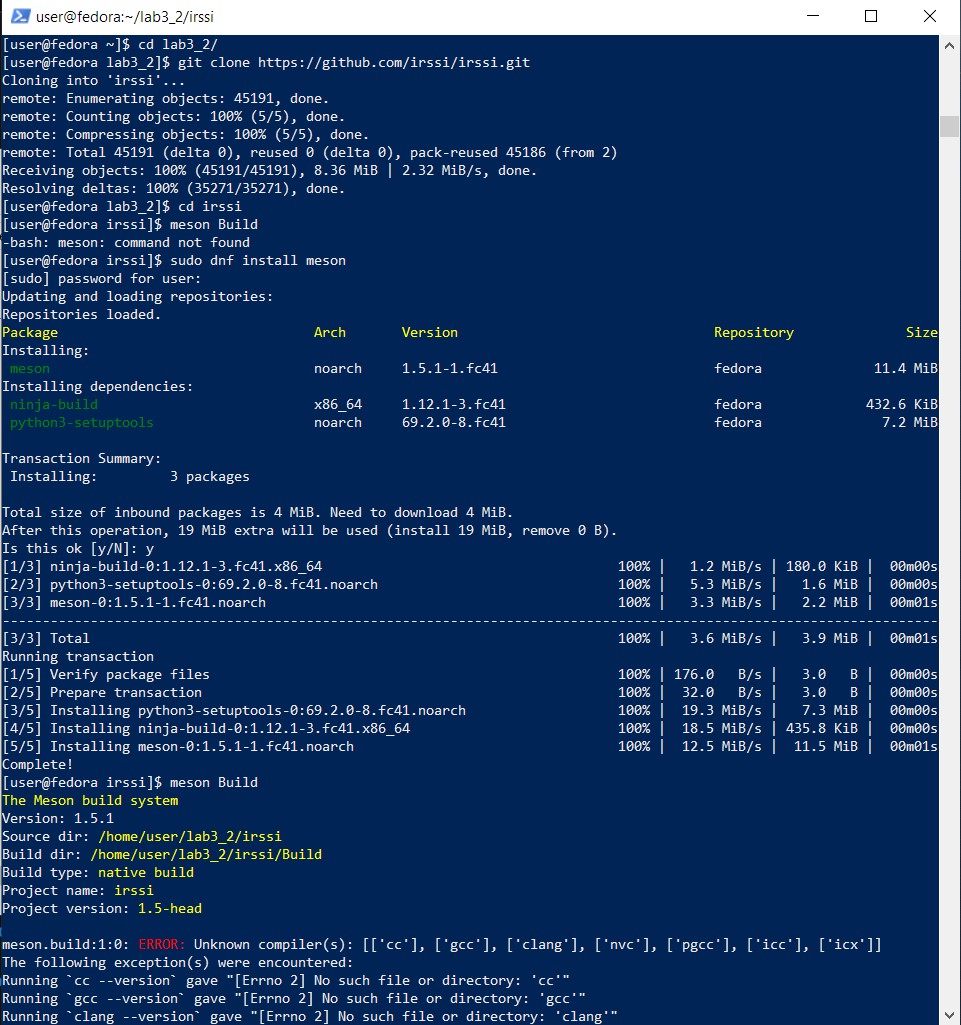 user@fedora:~/lab3_2/irssi
[user@fedora ~]$ cd lab3_2/
[user@fedora lab3_2]$ git clone https://github.com/irssi/irssi.git
Cloning into 'irssi'...
remote: Enumerating objects: 45191, done.
remote: Counting objects: 100% (5/5), done.
remote: Compressing objects: 100% (5/5), done.
remote: Total 45191 (delta 0), reused 0 (delta 0), pack-reused 45186 (from 2)
Receiving objects: 100% (45191/45191), 8.36 MiB | 2.32 MiB/s, done.
Resolving deltas: 100% (35271/35271), done.
[user@fedora lab3_2]$ cd irssi
[user@fedora irssi]$ meson Build
-bash: meson: command not found
[user@fedora irssi]$ sudo dnf install meson
[sudo] password for user:
Updating and loading repositories:
Repositories loaded.
Package Arch Version Repository Size
Installing:
meson noarch 1.5.1-1.fc41 fedora 11.4 MiB
Installing dependencies:
ninja-build x86_64 1.12.1-3.fc41 fedora 432.6 KiB
python3-setuptools noarch 69.2.0-8.fc41 fedora 7.2 MiB
Transaction Summary:
Installing: 3 packages
Total size of inbound packages is 4 MiB. Need to download 4 MiB.
After this operation, 19 MiB extra will be used (install 19 MiB, remove 0 B).
Is this ok [y/N]: y
[1/3] ninja-build-0:1.12.1-3.fc41.x86_64 100% | 1.2 MiB/s | 180.0 KiB | 00m00s
[2/3] python3-setuptools-0:69.2.0-8.fc41.noarch 100% | 5.3 MiB/s | 1.6 MiB | 00m00s
[3/3] meson-0:1.5.1-1.fc41.noarch 100% | 3.3 MiB/s | 2.2 MiB | 00m01s
--------------------------------------------------------------------------------
[3/3] Total 100% | 3.6 MiB/s | 3.9 MiB | 00m01s
Running transaction
[1/5] Verify package files 100% | 176.0 B/s | 3.0 B | 00m00s
[2/5] Prepare transaction 100% | 32.0 B/s | 3.0 B | 00m00s
[3/5] Installing python3-setuptools-0:69.2.0-8.fc41.noarch 100% | 19.3 MiB/s | 7.3 MiB | 00m00s
[4/5] Installing ninja-build-0:1.12.1-3.fc41.x86_64 100% | 18.5 MiB/s | 435.8 KiB | 00m00s
[5/5] Installing meson-0:1.5.1-1.fc41.noarch 100% | 12.5 MiB/s | 11.5 MiB | 00m01s
Complete!
[user@fedora irssi]$ meson Build
The Meson build system
Version: 1.5.1
Source dir: /home/user/lab3_2/irssi
Build dir: /home/user/lab3_2/irssi/Build
Build type: native build
Project name: irssi
Project version: 1.5-head
meson.build:1:0: ERROR: Unknown compiler(s): [['cc'], ['gcc'], ['clang'], ['nvc'], ['pgcc'], ['icc'], ['icx']]
The following exception(s) were encountered:
Running `cc --version` gave "[Errno 2] No such file or directory: 'cc'"
Running `gcc --version` gave "[Errno 2] No such file or directory: 'gcc'"
Running `clang --version` gave "[Errno 2] No such file or directory: 'clang'"